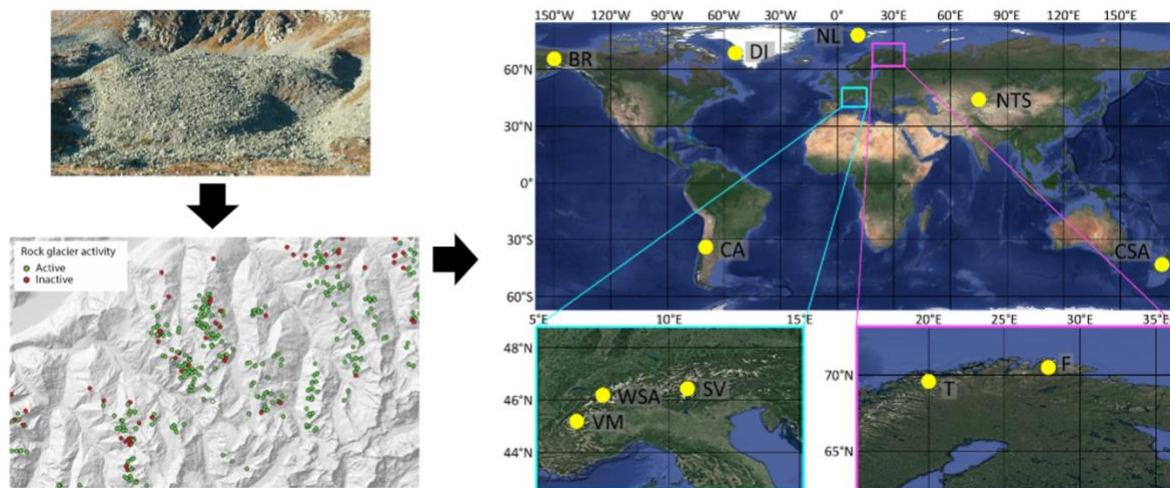 150°W 120°W 90°W 60°W 30°W 0° 30°E 60°E 90°E 120°E 150°E
NL
DI
BR
60°N
NTS
30°N
0°
Rock glacier activity
Active
Inactive
30°S
CA
CSA
60°S
5°E 10°E 15°E 20°E 25°E 30°E 35°E
48°N
70°N
F
T
SV
WSA
46°N
VM
65°N
44°N